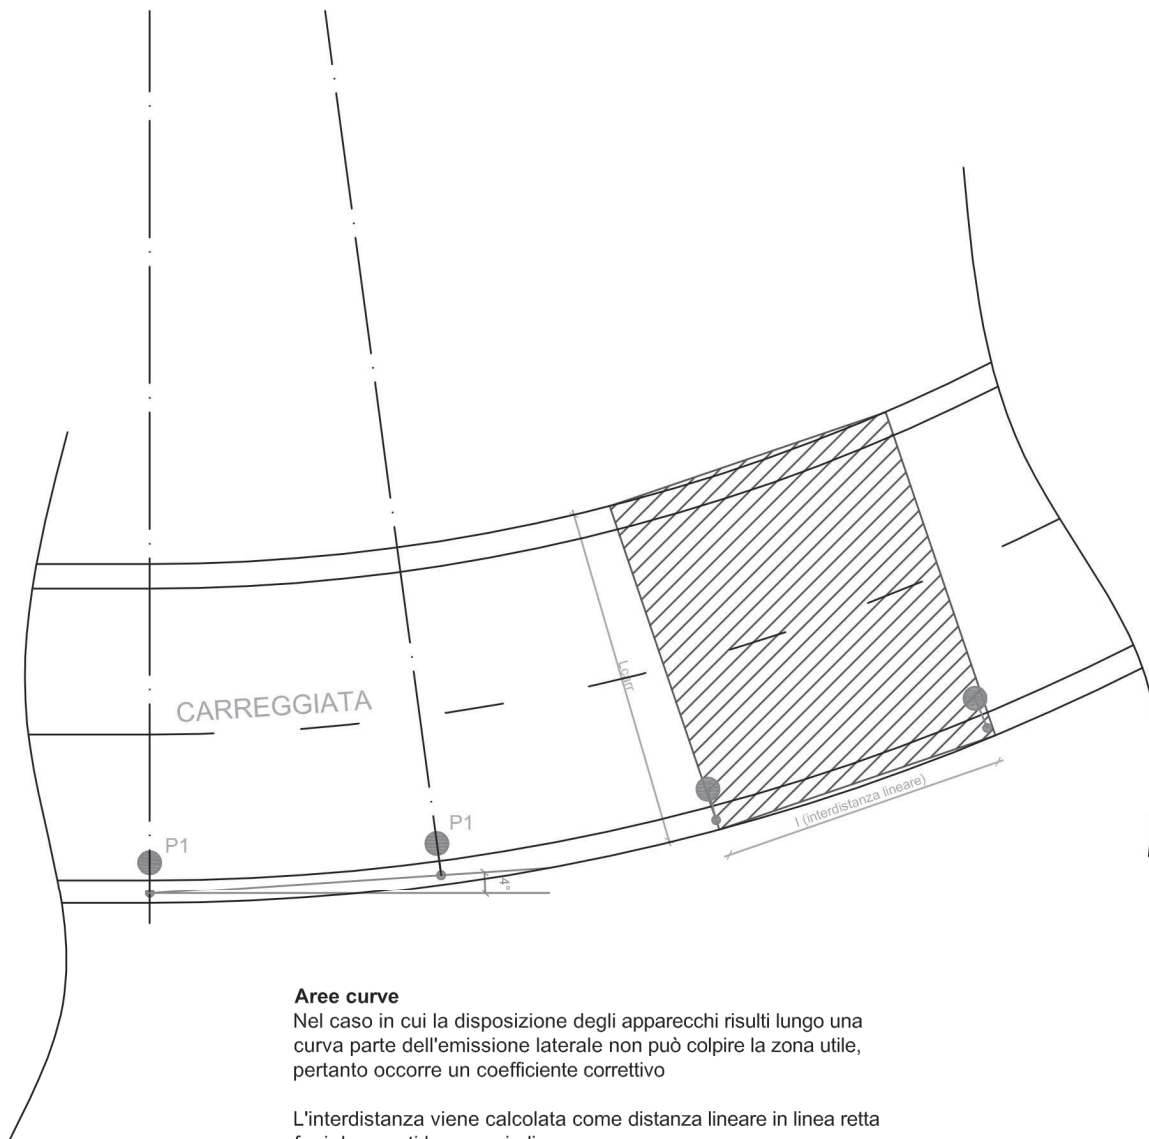 Lcarr
CARREGGIATA
I (interdistanza lineare)
P1
P1
4°
Aree curve
Nel caso in cui la disposizione degli apparecchi risulti lungo una
curva parte dell'emissione laterale non può colpire la zona utile,
pertanto occorre un coefficiente correttivo
L'interdistanza viene calcolata come distanza lineare in linea retta